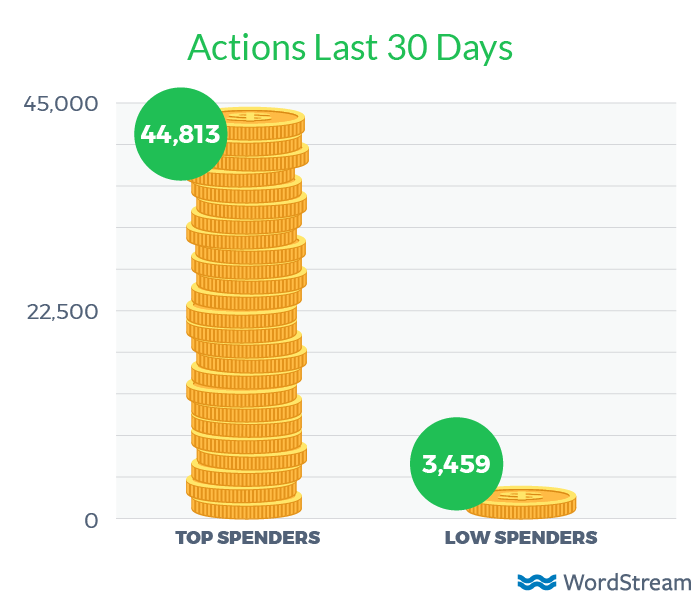 Actions Last 30 Days
45,000
44,813
22,500
3,459
0
TOP SPENDERS
LOW SPENDERS
WordStream